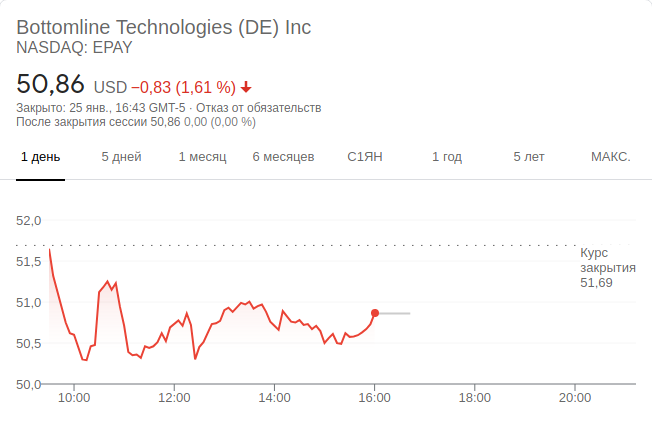 Bottomline Technologies (DE) Inc
NASDAQ: EPAY
50,86 USD −0,83 (1,61 %)
Закрыто: 25 янв., 16:43 GMT-5 · Отказ от обязательств
После закрытия сессии 50,86 0,00 (0,00 %)
1 день 5 дней 1 месяц 6 месяцев С1ЯН 1 год 5 лет МАКС.
52,0
Курс
закрытия
51,69
51,5
51,0
50,5
50,0
10:00 12:00 14:00 16:00 18:00 20:00